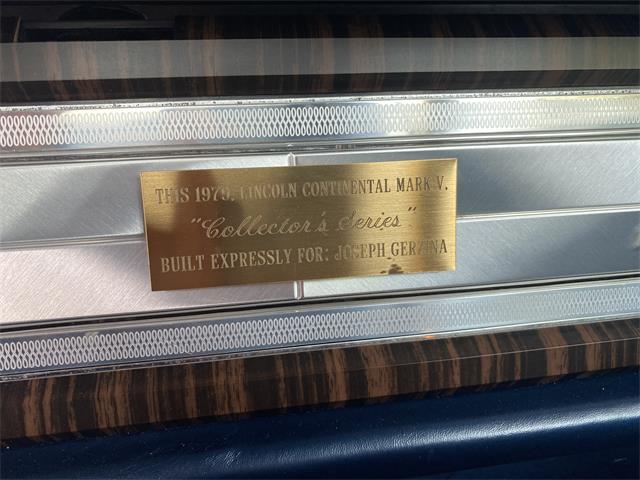 THIS 1979, LINCOLN CONTINENTAL MARK V,
"Collector's Series"
BUILT EXPRESSLY FOR: JOSEPH GERZINA